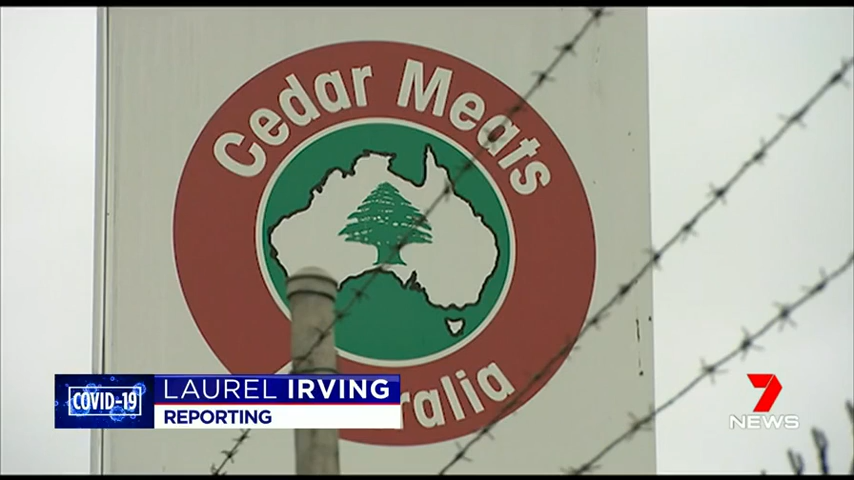 Cedar Meats
ralia
COVID-19
LAUREL IRVING
REPORTING
7
NEWS